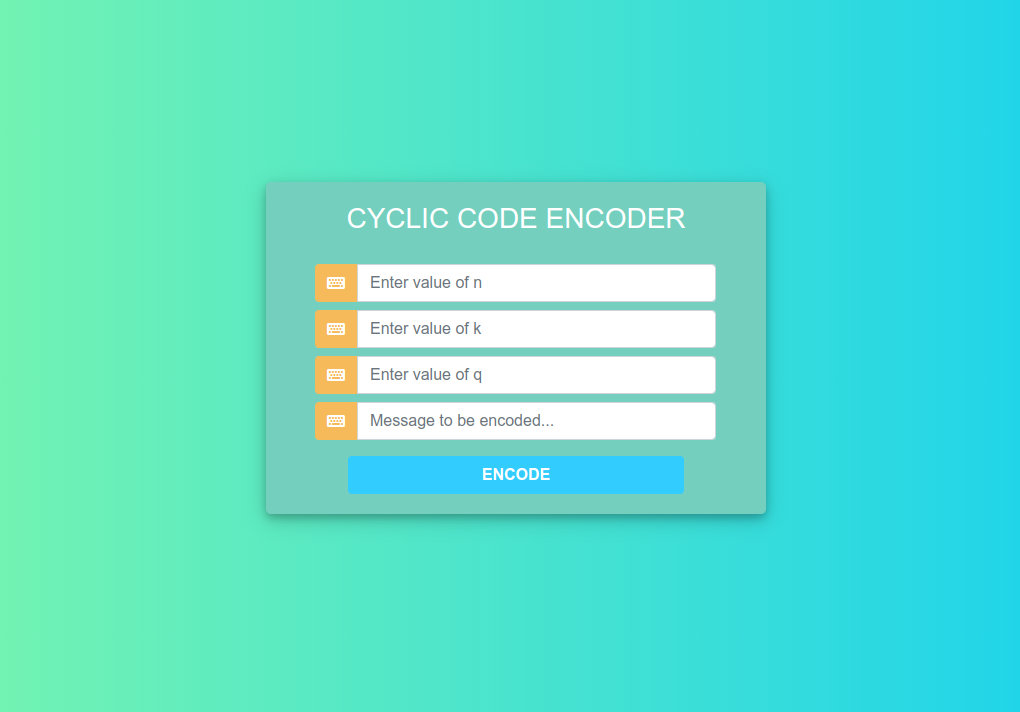 CYCLIC CODE ENCODER
Enter value of n
Enter value of k
Enter value of q
Message to be encoded...
ENCODE